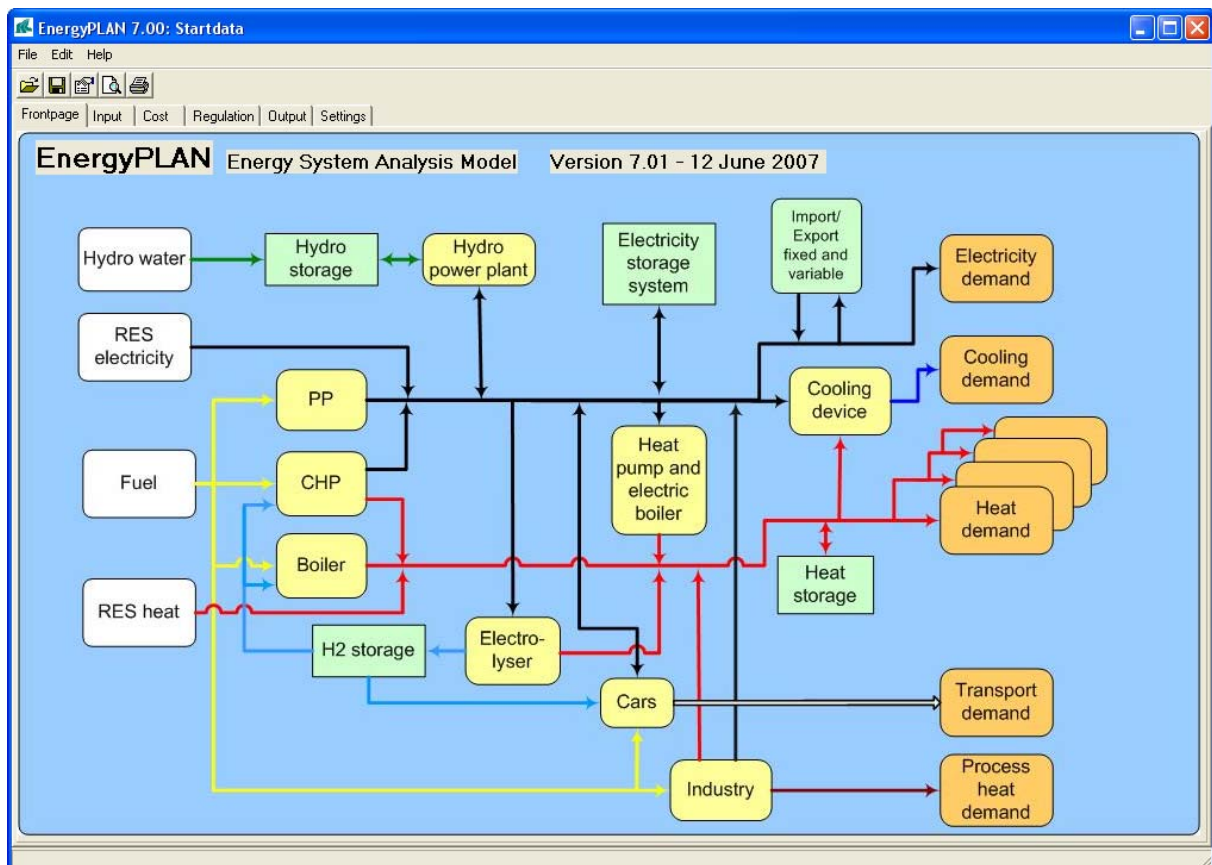 EnergyPLAN 7.00: Startdata
File Edit Help
Frontpage Input Cost Regulation Output Settings
EnergyPLAN Energy System Analysis Model Version 7.01 - 12 June 2007
Hydro water
Hydro
storage
Hydro
power plant
Electricity
storage
system
Import/
Export
fixed and
variable
Electricity
demand
RES
electricity
PP
Cooling
device
Cooling
demand
Fuel
CHP
Heat
pump and
electric
boiler
Heat
demand
Boiler
Heat
storage
RES heat
H2 storage
Electro-
lyser
Cars
Transport
demand
Industry
Process
heat
demand